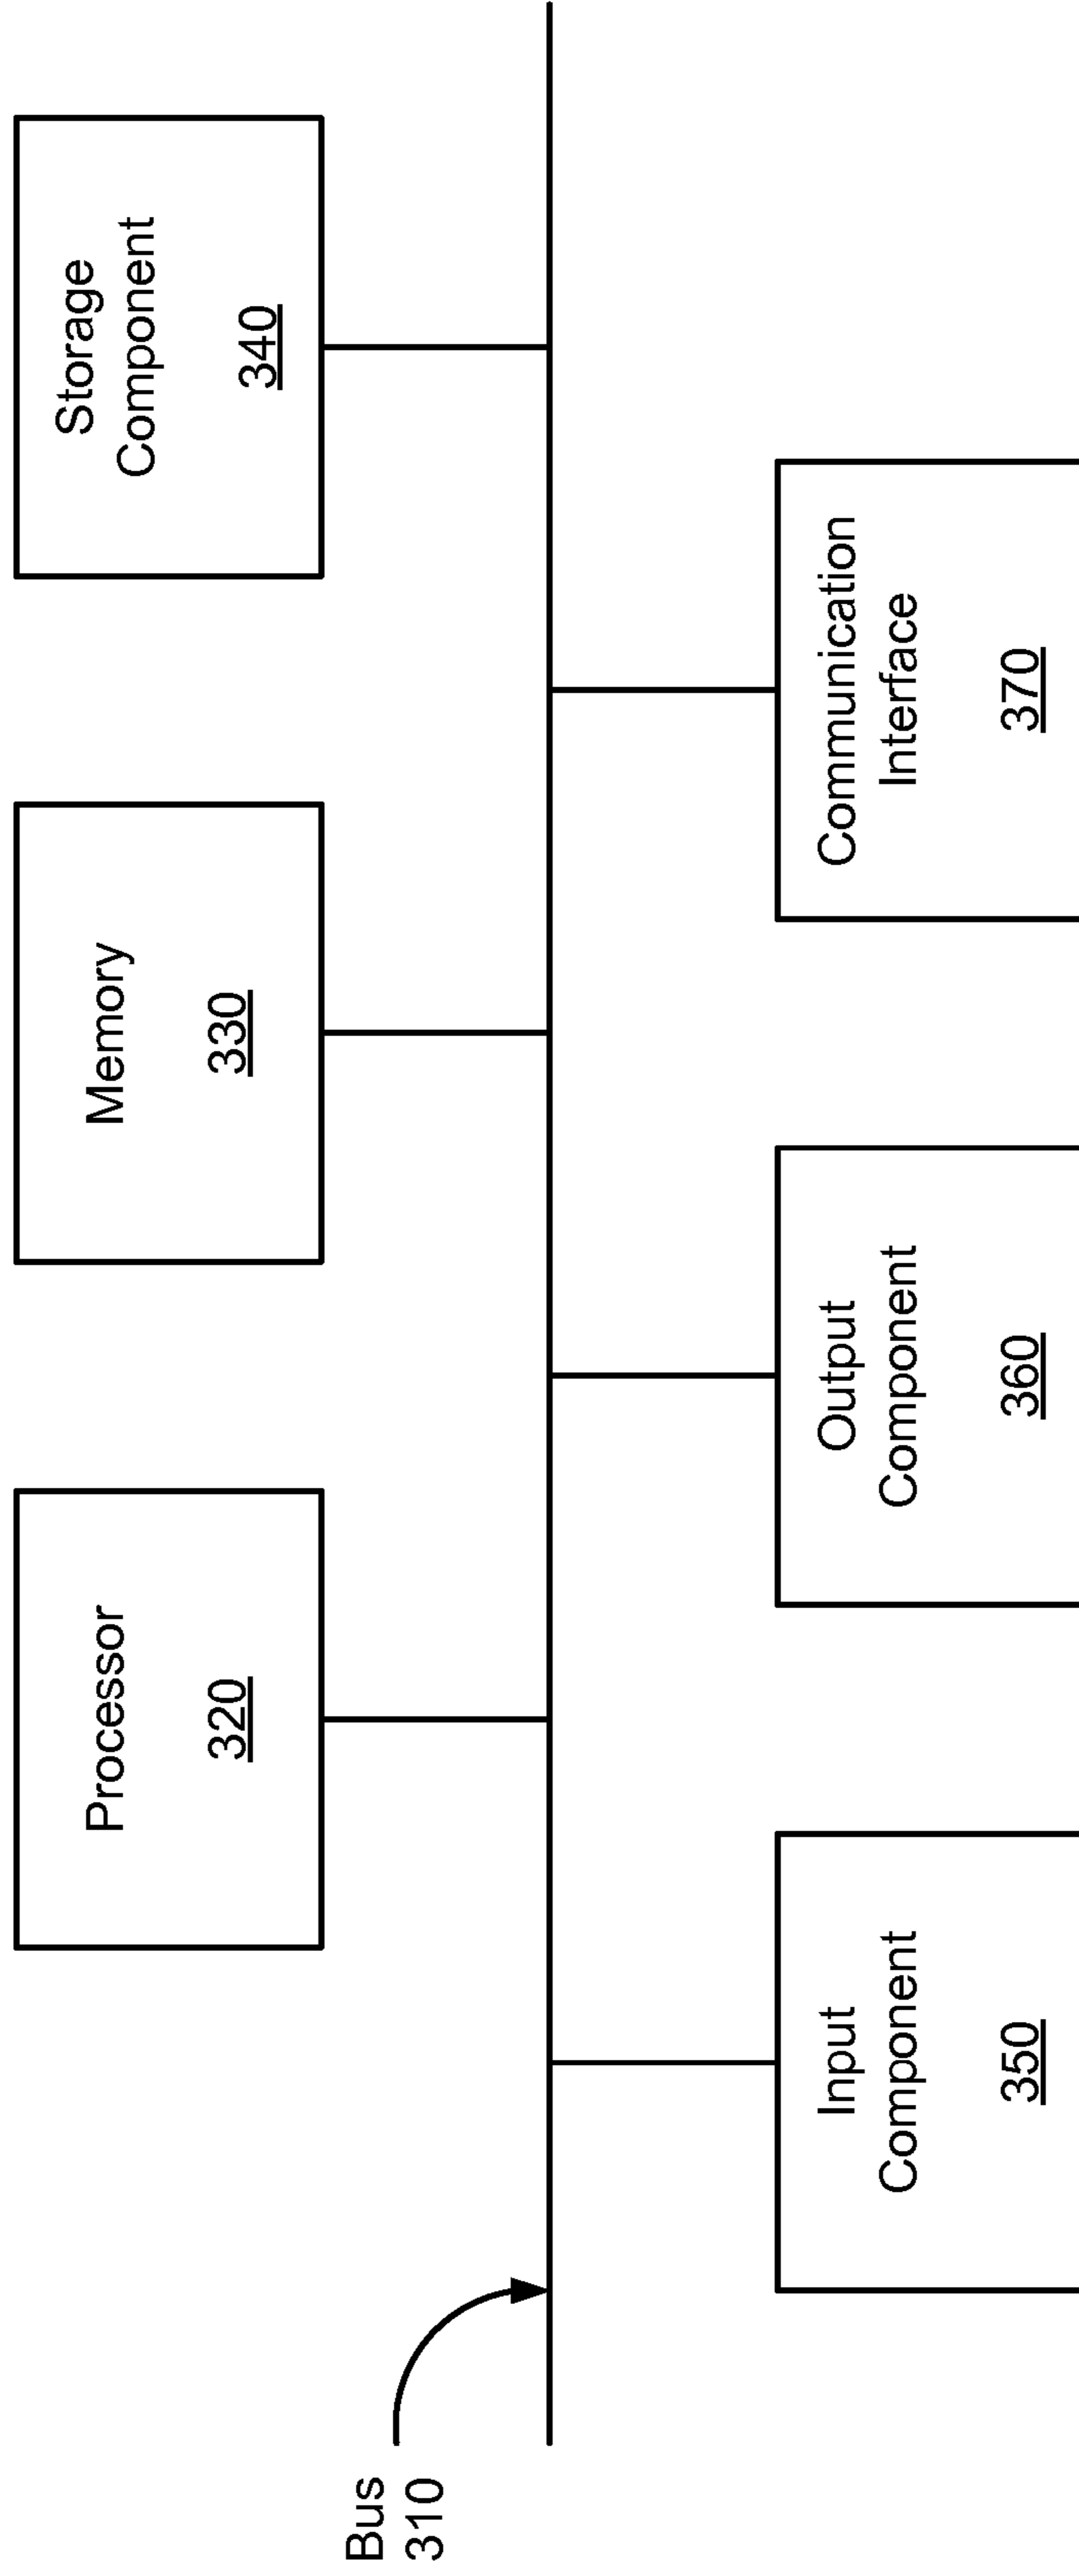 Processor
320
Memory
330
Storage
Component
340
Bus
310
Input
Component
350
Output
Component
360
Communication
Interface
370